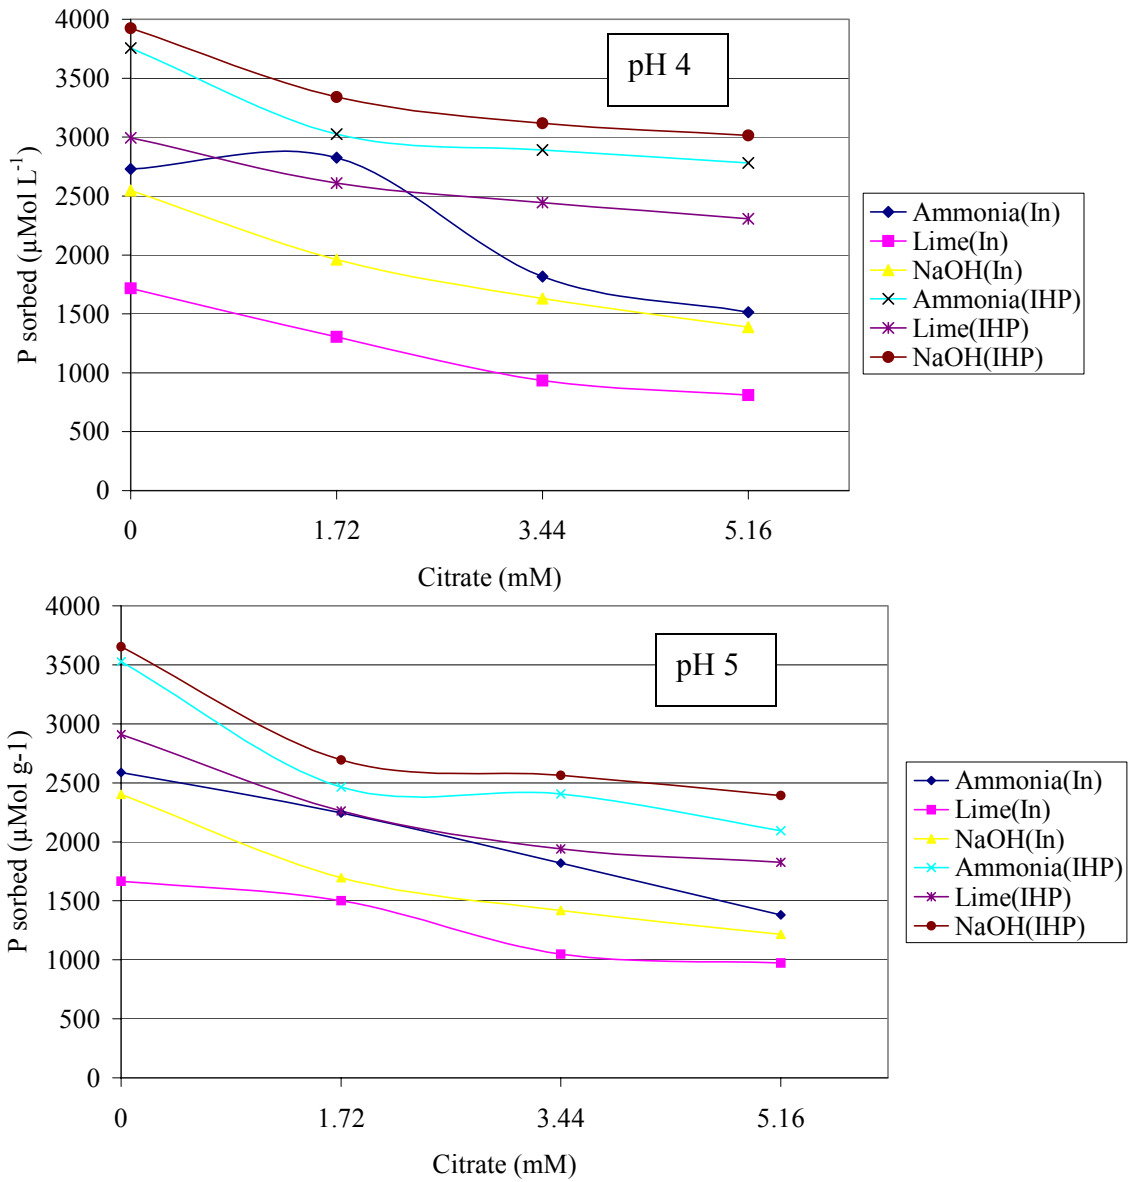 4000
3500
3000
2500
2000
1500
1000
500
0
P sorbed (µMol L⁻¹)
pH 4
0 1.72 3.44 5.16
Citrate (mM)
Ammonia(In)
Lime(In)
NaOH(In)
Ammonia(IHP)
Lime(IHP)
NaOH(IHP)
4000
3500
3000
2500
2000
1500
1000
500
0
P sorbed (µMol g-1)
pH 5
0 1.72 3.44 5.16
Citrate (mM)
Ammonia(In)
Lime(In)
NaOH(In)
Ammonia(IHP)
Lime(IHP)
NaOH(IHP)